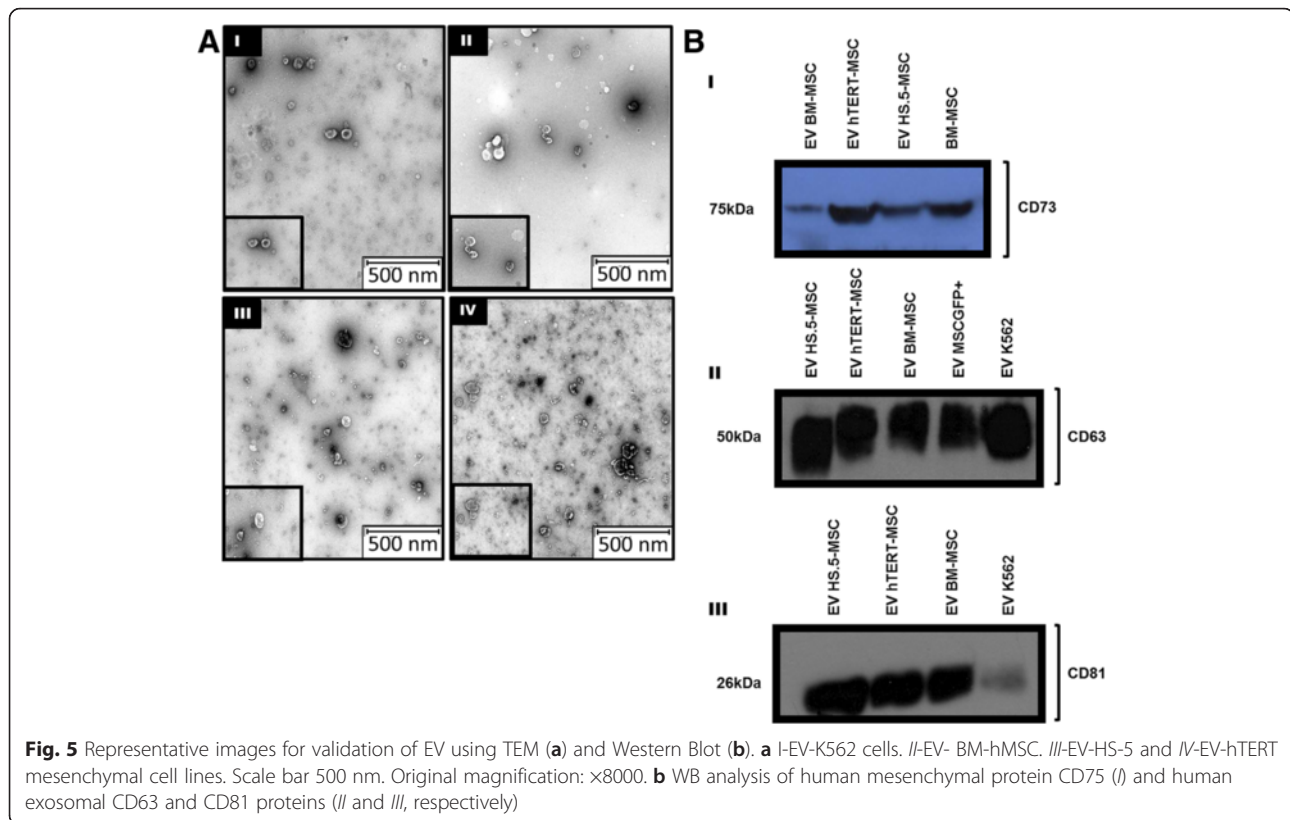 A
I
II
500 nm
500 nm
III
IV
500 nm
500 nm
B
I
EV BM-MSC
EV hTERT-MSC
EV HS.5-MSC
BM-MSC
75kDa
CD73
II
EV HS.5-MSC
EV hTERT-MSC
EV BM-MSC
EV MSCGFP+
EV K562
50kDa
CD63
III
EV HS.5-MSC
EV hTERT-MSC
EV BM-MSC
EV K562
26kDa
CD81
Fig. 5 Representative images for validation of EV using TEM (a) and Western Blot (b). a I-EV-K562 cells. II-EV- BM-hMSC. III-EV-HS-5 and IV-EV-hTERT
mesenchymal cell lines. Scale bar 500 nm. Original magnification: ×8000. b WB analysis of human mesenchymal protein CD75 (I) and human
exosomal CD63 and CD81 proteins (II and III, respectively)